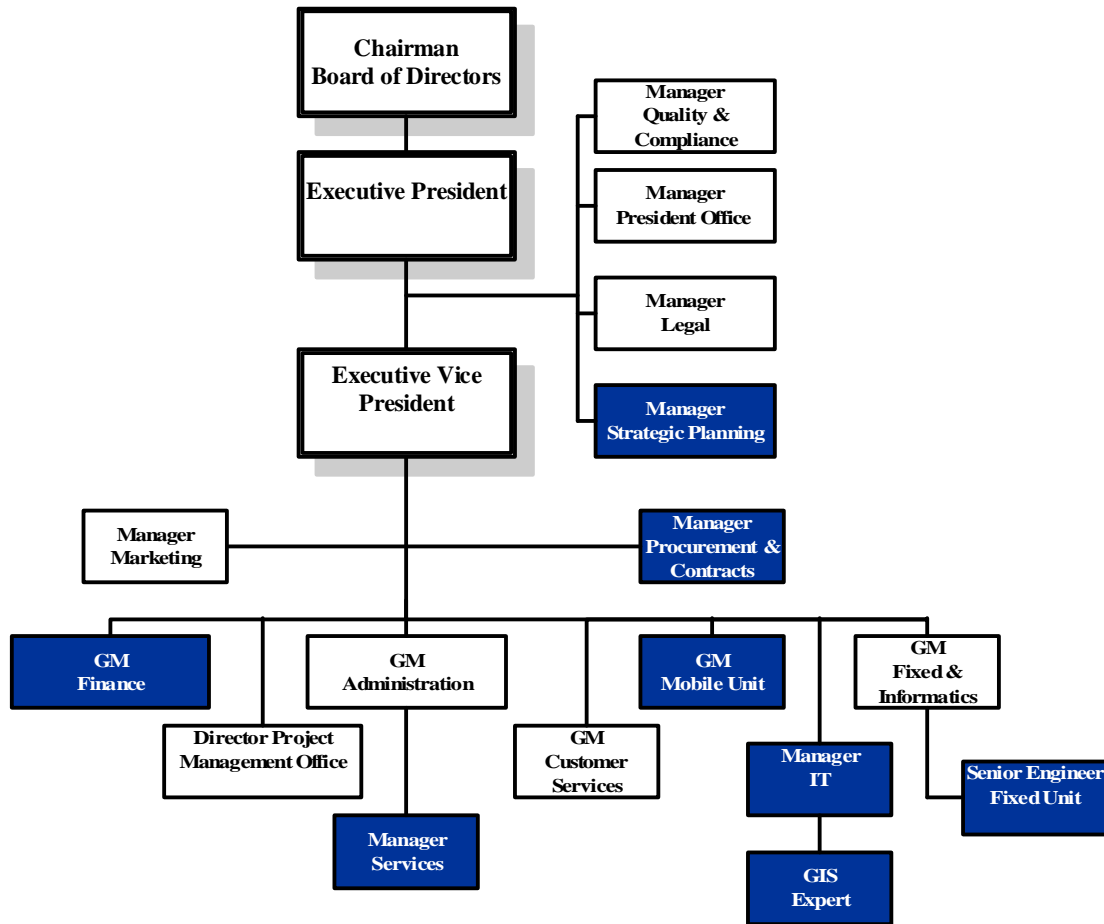 Chairman
Board of Directors
Manager
Quality &
Compliance
Executive President
Manager
President Office
Manager
Legal
Executive Vice
President
Manager
Strategic Planning
Manager
Marketing
Manager
Procurement &
Contracts
GM
Finance
GM
Administration
GM
Mobile Unit
GM
Fixed &
Informatics
Director Project
Management Office
GM
Customer
Services
Manager
IT
Senior Engineer
Fixed Unit
Manager
Services
GIS
Expert